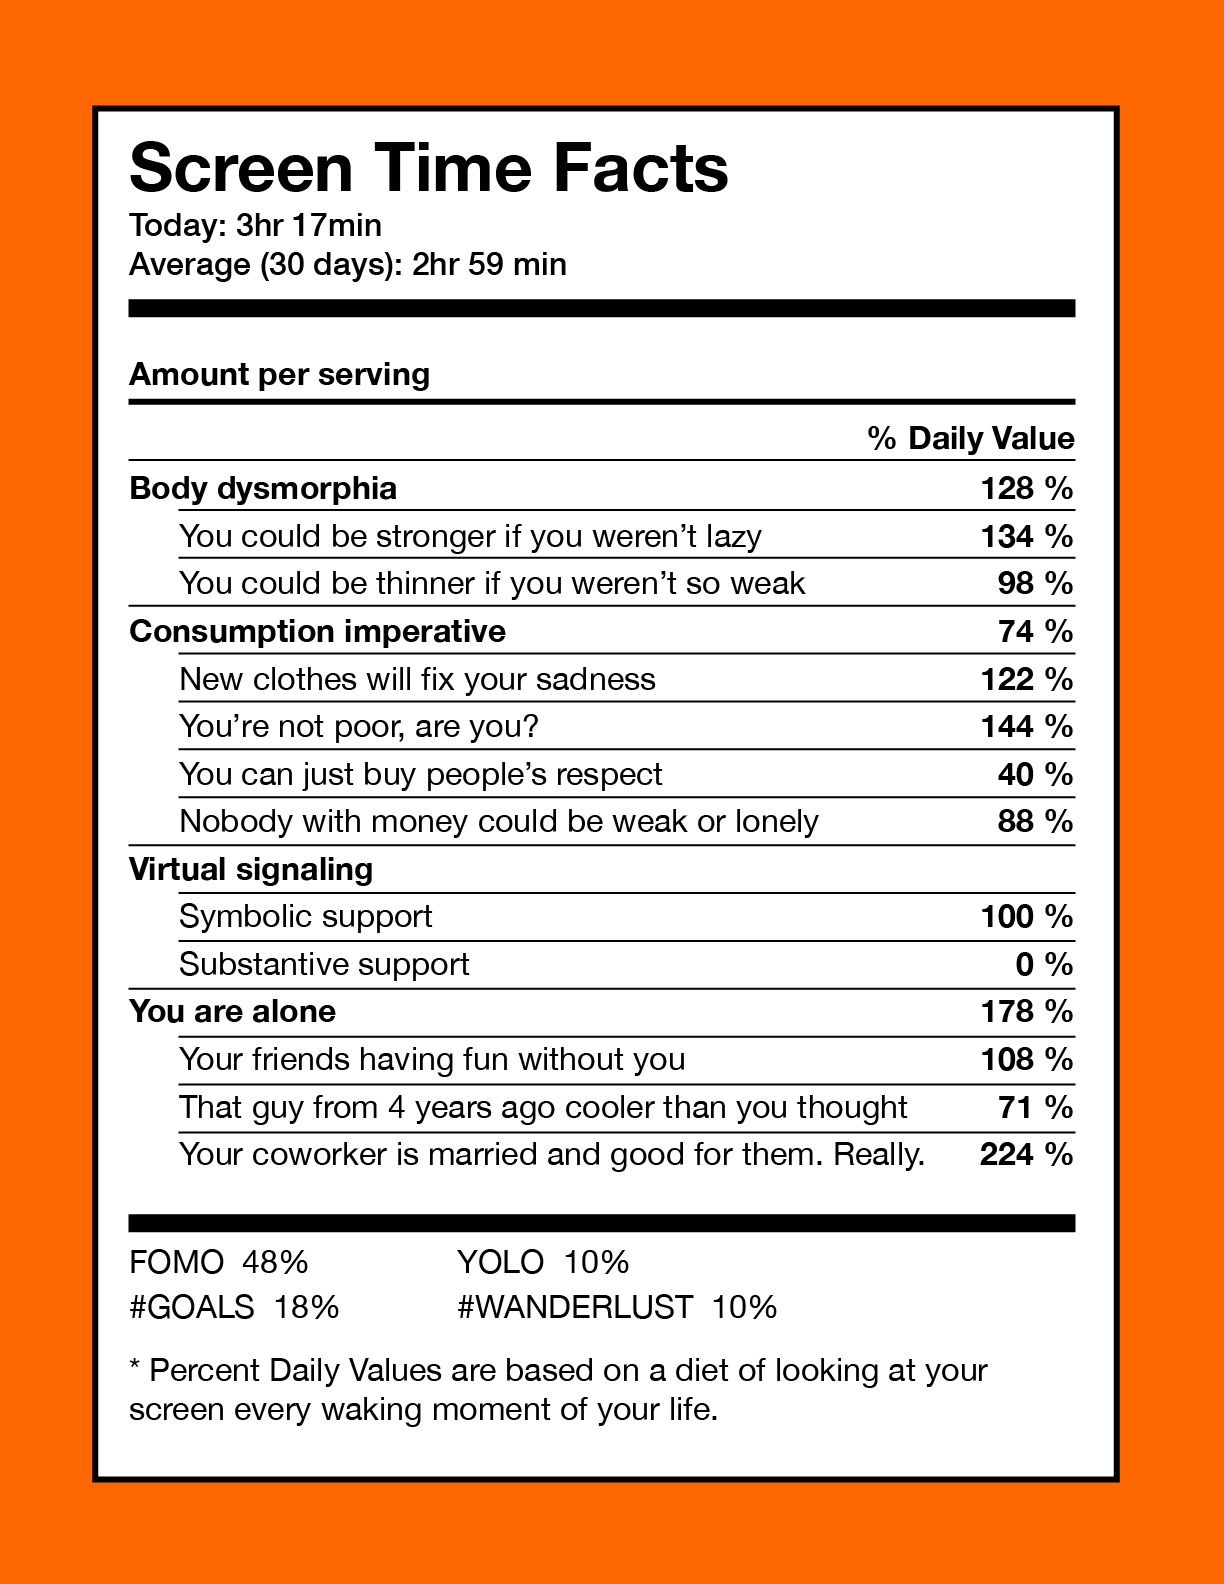 Screen Time Facts
Today: 3hr 17min
Average (30 days): 2hr 59 min
Amount per serving
% Daily Value
Body dysmorphia 128 %
You could be stronger if you weren’t lazy 134 %
You could be thinner if you weren’t so weak 98 %
Consumption imperative 74 %
New clothes will fix your sadness 122 %
You’re not poor, are you? 144 %
You can just buy people’s respect 40 %
Nobody with money could be weak or lonely 88 %
Virtual signaling
Symbolic support 100 %
Substantive support 0 %
You are alone 178 %
Your friends having fun without you 108 %
That guy from 4 years ago cooler than you thought 71 %
Your coworker is married and good for them. Really. 224 %
FOMO 48% YOLO 10%
#GOALS 18% #WANDERLUST 10%
* Percent Daily Values are based on a diet of looking at your
screen every waking moment of your life.